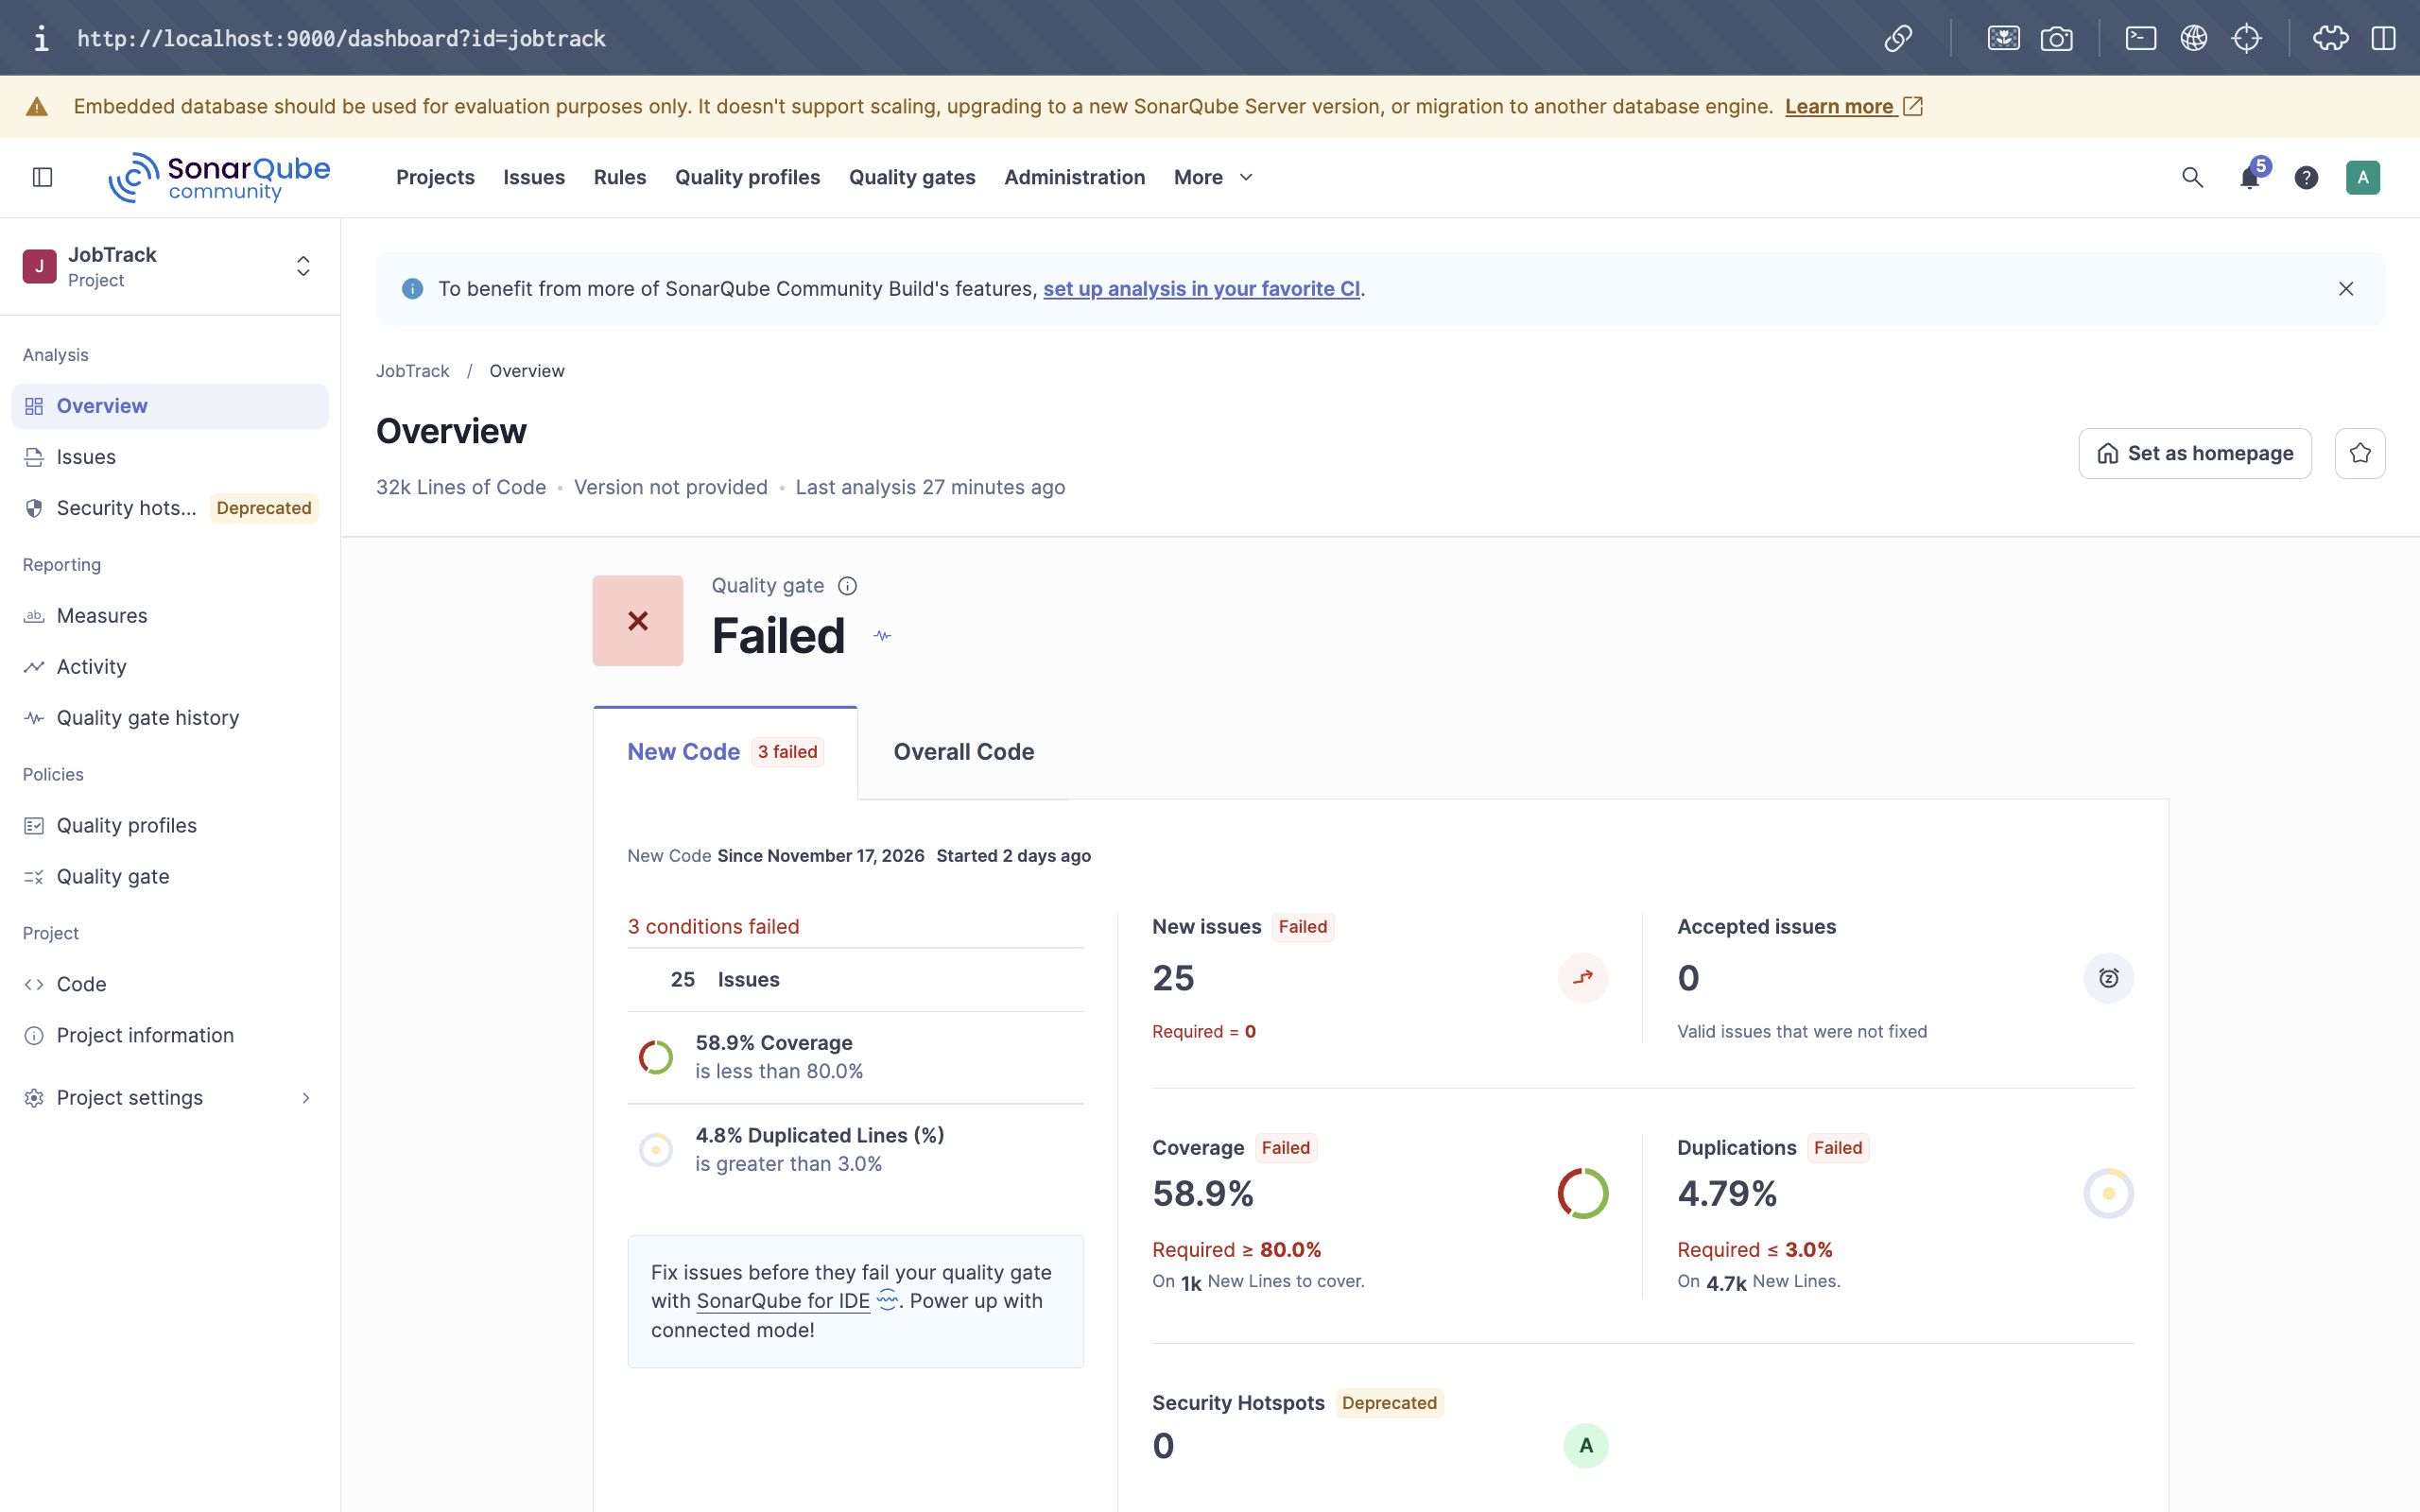 http://localhost:9000/dashboard?id=jobtrack
Embedded database should be used for evaluation purposes only. It doesn't support scaling, upgrading to a new SonarQube Server version, or migration to another database engine. Learn more
SonarQube community
Projects Issues Rules Quality profiles Quality gates Administration More
5
A
J
JobTrack
Project
Analysis
Overview
Issues
Security hots... Deprecated
Reporting
Measures
Activity
Quality gate history
Policies
Quality profiles
Quality gate
Project
Code
Project information
Project settings
To benefit from more of SonarQube Community Build's features, set up analysis in your favorite CI.
JobTrack / Overview
Overview
32k Lines of Code • Version not provided • Last analysis 27 minutes ago
Set as homepage
Quality gate
Failed
New Code 3 failed
Overall Code
New Code Since November 17, 2026 Started 2 days ago
3 conditions failed
25 Issues
58.9% Coverage
is less than 80.0%
4.8% Duplicated Lines (%)
is greater than 3.0%
Fix issues before they fail your quality gate
with SonarQube for IDE. Power up with
connected mode!
New issues Failed
25
Required = 0
Accepted issues
0
Valid issues that were not fixed
Coverage Failed
58.9%
Required ≥ 80.0%
On 1k New Lines to cover.
Duplications Failed
4.79%
Required ≤ 3.0%
On 4.7k New Lines.
Security Hotspots Deprecated
0
A